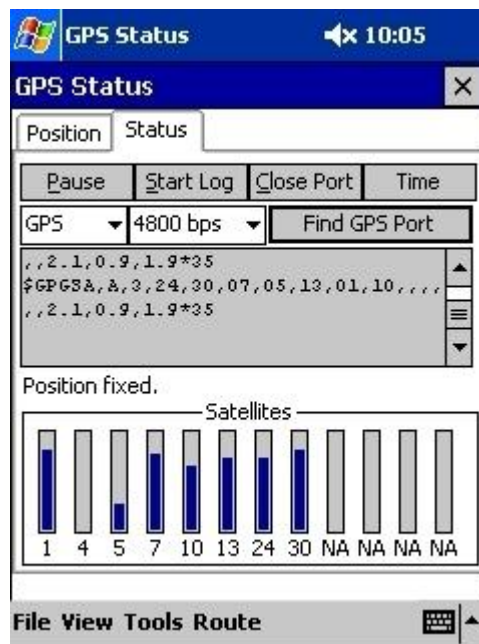 GPS Status 10:05
GPS Status
Position Status
Pause Start Log Close Port Time
GPS 4800 bps Find GPS Port
,,2.1,0.9,1.9*35
$GPGSA,A,3,24,30,07,05,13,01,10,,,,
,,2.1,0.9,1.9*35
Position fixed.
Satellites
1 4 5 7 10 13 24 30 NA NA NA NA
File View Tools Route